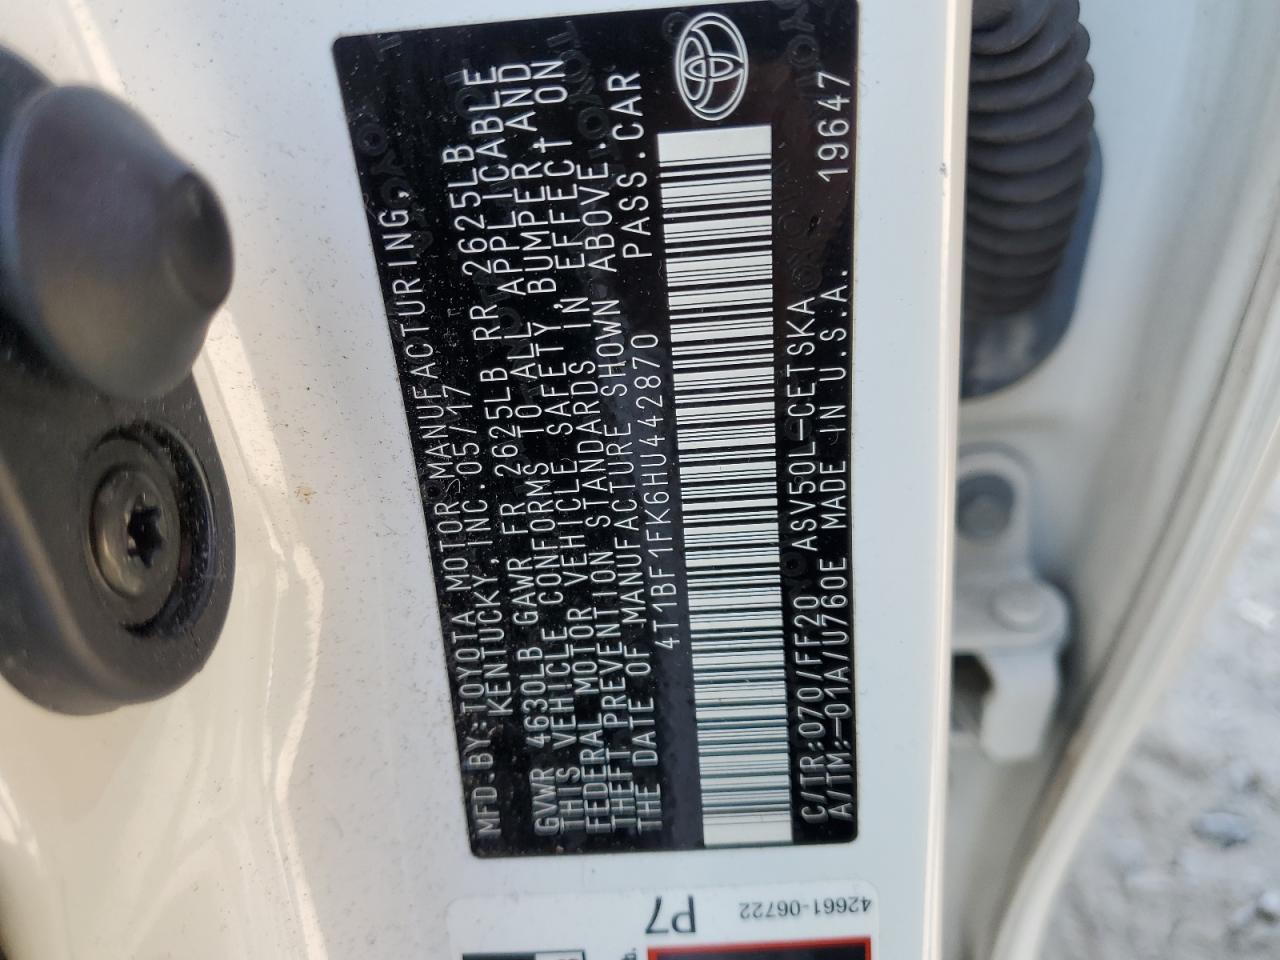 MFD.BY:TOYOTA MOTOR MANUFACTURING,
KENTUCKY,INC.05/17
GVWR 4630LB GAWR FR 2625LB RR 2625LB
THIS VEHICLE CONFORMS TO ALL APPLICABLE
FEDERAL MOTOR VEHICLE SAFETY,BUMPER,AND
THEFT PREVENTION STANDARDS IN EFFECT ON
THE DATE OF MANUFACTURE SHOWN ABOVE.
4T1BF1FK6HU442870 PASS.CAR
C/TR:070/FF20 ASV50L-CETSKA
A/TM:-01A/U760E MADE IN U.S.A. 19647
P7
42661-06722